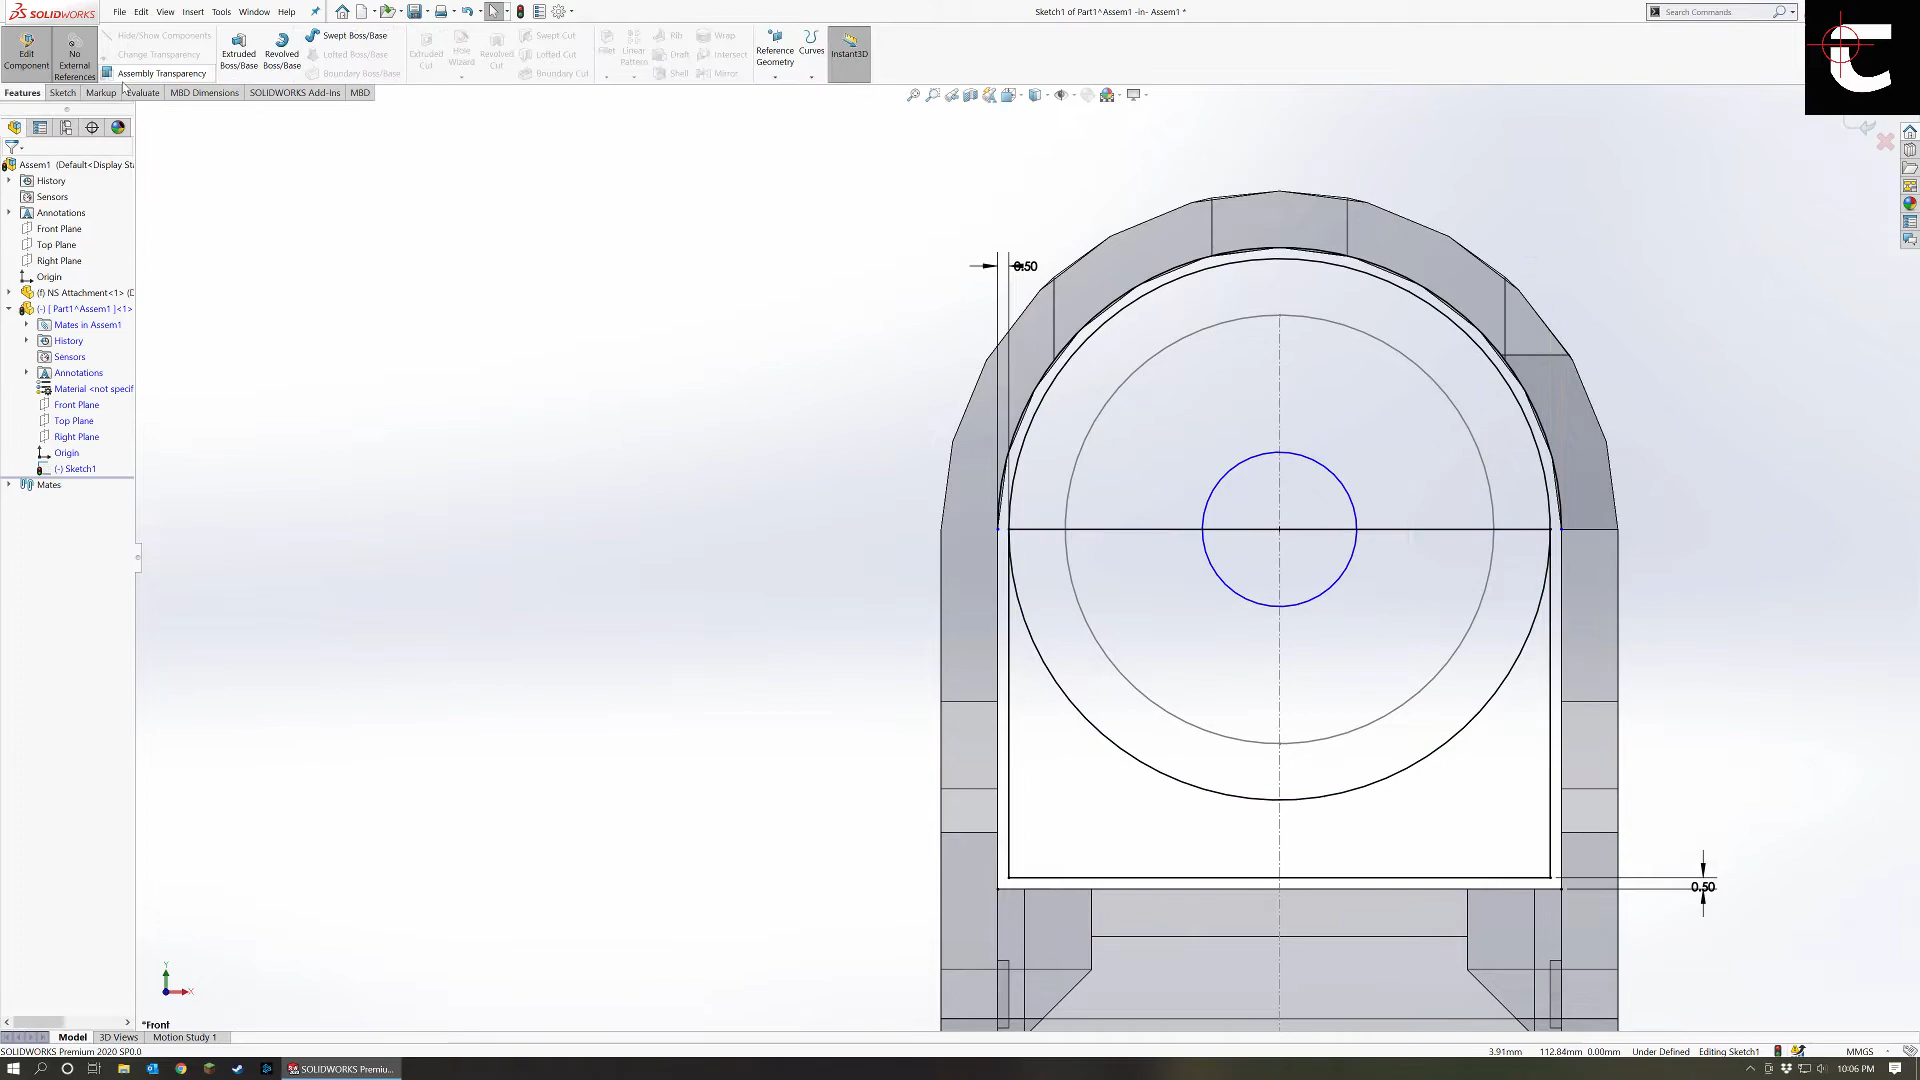 SOLIDWORKS
File Edit View Insert Tools Window Help
Sketch1 of Part1^Assem1 -in- Assem1 *
Search Commands
Edit Component
No External References
Hide/Show Components
Change Transparency
Assembly Transparency
Extruded Boss/Base
Revolved Boss/Base
Swept Boss/Base
Lofted Boss/Base
Boundary Boss/Base
Extruded Cut
Hole Wizard
Revolved Cut
Swept Cut
Lofted Cut
Boundary Cut
Fillet
Linear Pattern
Rib
Draft
Shell
Wrap
Intersect
Mirror
Reference Geometry
Curves
Instant3D
Features Sketch Markup Evaluate MBD Dimensions SOLIDWORKS Add-Ins MBD
Assem1 (Default<Display Sta
History
Sensors
Annotations
Front Plane
Top Plane
Right Plane
Origin
(f) NS Attachment<1> (D
(-) [ Part1^Assem1 ]<1>
Mates in Assem1
History
Sensors
Annotations
Material <not specif
Front Plane
Top Plane
Right Plane
Origin
(-) Sketch1
Mates
0.50
0.50
Y
X
*Front
Model 3D Views Motion Study 1
SOLIDWORKS Premium 2020 SP0.0
3.91mm 112.84mm 0.00mm Under Defined Editing Sketch1 MMGS
SOLIDWORKS Premiu...
10:06 PM